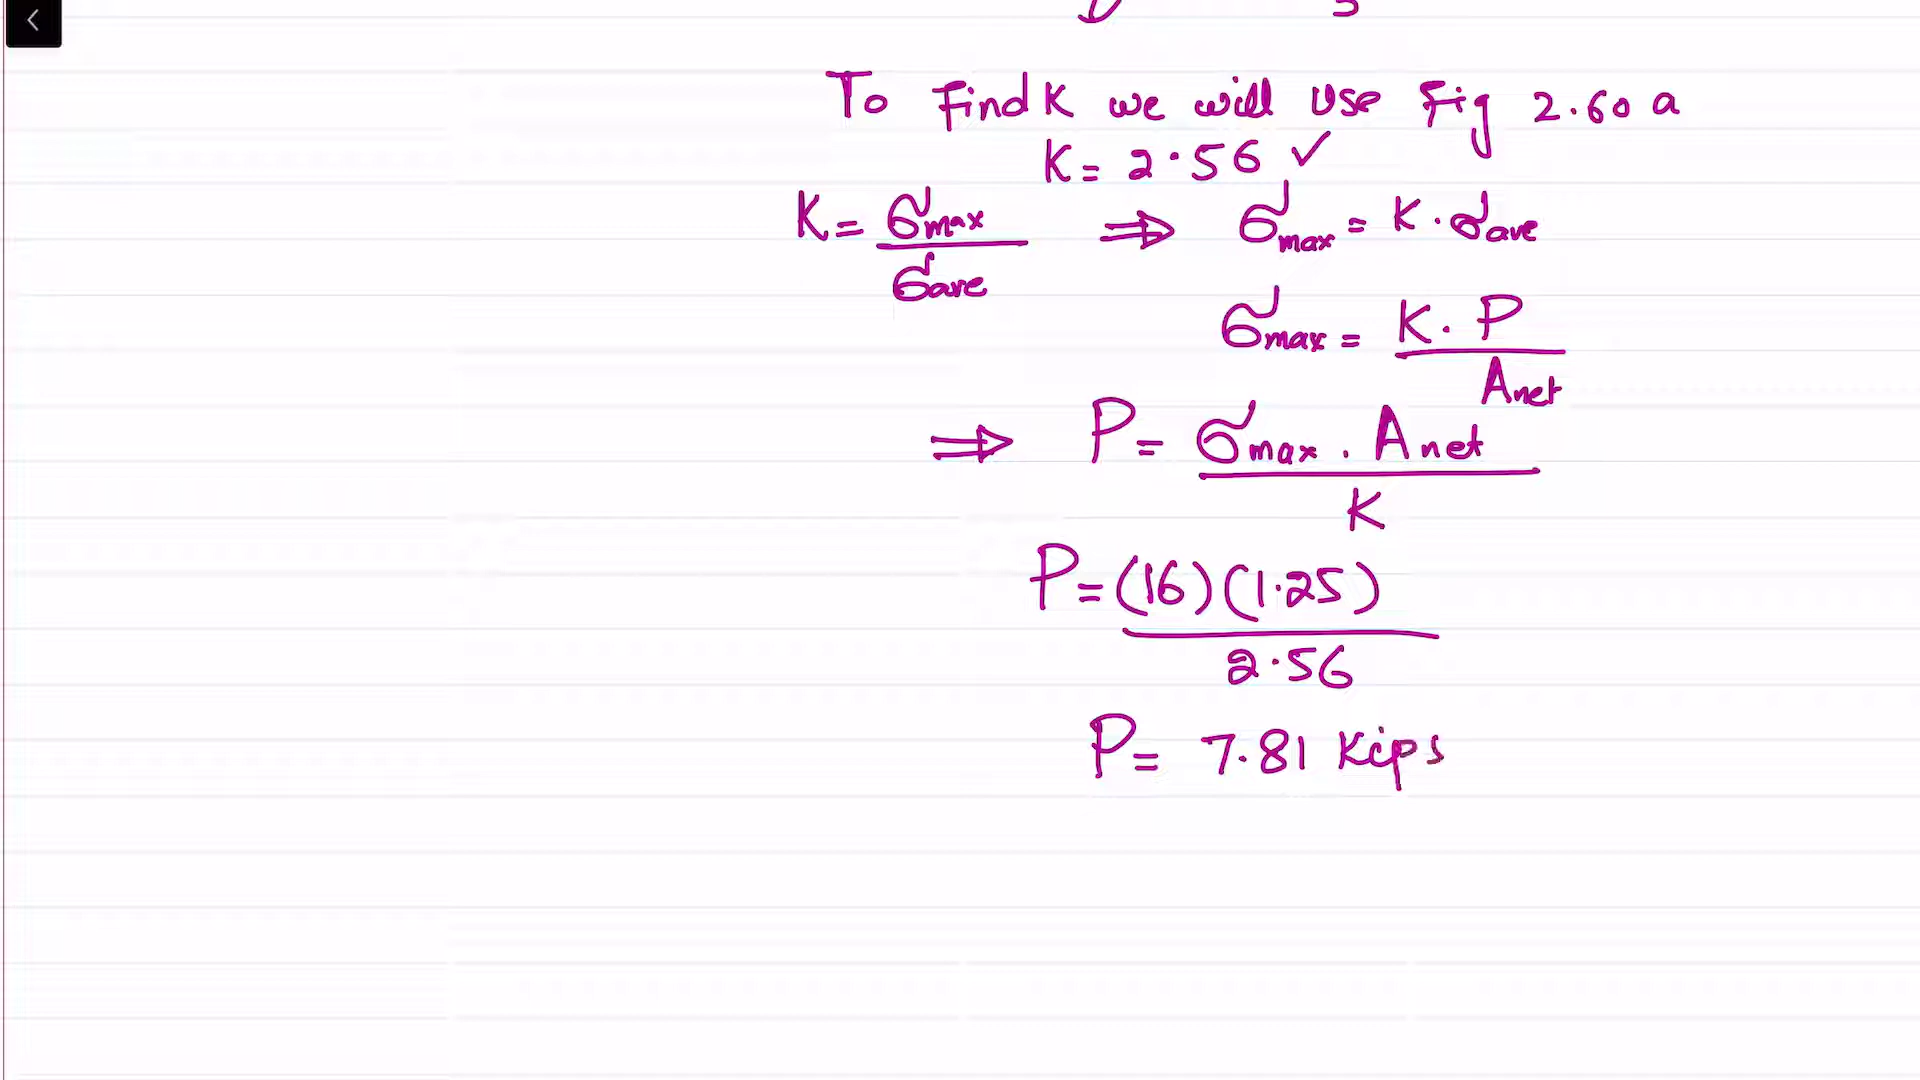 To Find K we will Use Fig 2.60 a
K = 2.56 ✓
K = σmax / σave ⇒ σmax = K · σave
σmax = K · P / Anet
⇒ P = σmax . Anet / K
P = (16)(1.25) / 2.56
P = 7.81 Kips